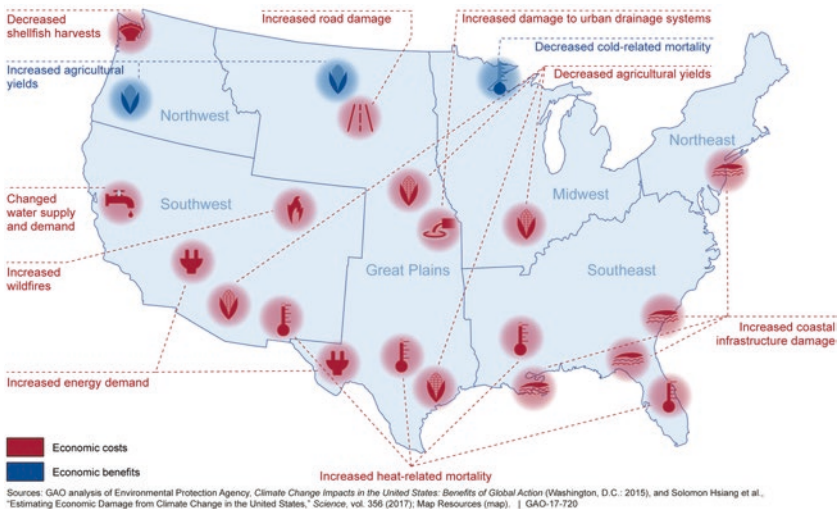 Decreased
shellfish harvests
Increased road damage
Increased damage to urban drainage systems
Decreased cold-related mortality
Increased agricultural
yields
Decreased agricultural yields
Northwest
Northeast
Midwest
Changed
water supply
and demand
Southwest
Increased
wildfires
Great Plains
Southeast
Increased coastal
infrastructure damage
Increased energy demand
Increased heat-related mortality
Economic costs
Economic benefits
Sources: GAO analysis of Environmental Protection Agency, Climate Change Impacts in the United States: Benefits of Global Action (Washington, D.C.: 2015), and Solomon Hsiang et al.,
"Estimating Economic Damage from Climate Change in the United States," Science, vol. 356 (2017); Map Resources (map). | GAO-17-720